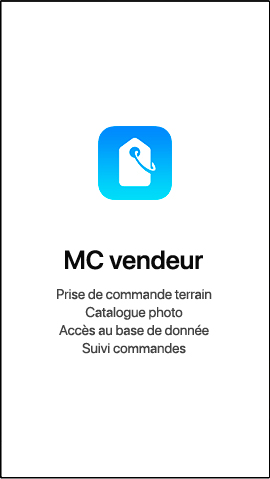 MC vendeur
Prise de commande terrain
Catalogue photo
Accès au base de donnée
Suivi commandes